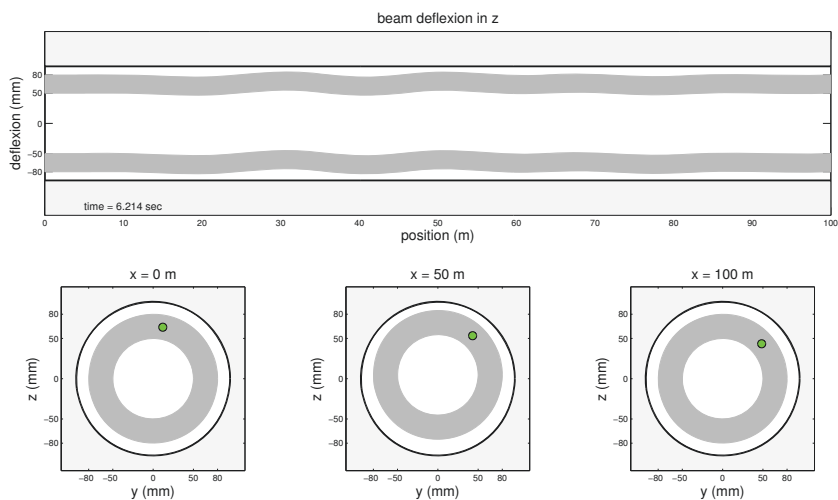 beam deflexion in z
deflexion (mm)
80
50
0
−50
−80
time = 6.214 sec
0 10 20 30 40 50 60 70 80 90 100
position (m)
x = 0 m
z (mm)
80
50
0
−50
−80
−80 −50 0 50 80
y (mm)
x = 50 m
z (mm)
80
50
0
−50
−80
−80 −50 0 50 80
y (mm)
x = 100 m
z (mm)
80
50
0
−50
−80
−80 −50 0 50 80
y (mm)